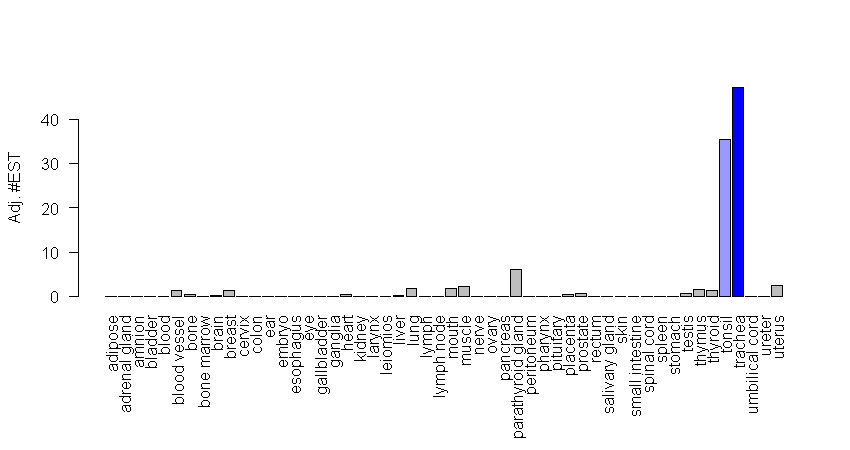 Adj. #EST
40
30
20
10
0
adipose
adrenal gland
amnion
bladder
blood
blood vessel
bone
bone marrow
brain
breast
cervix
colon
ear
embryo
esophagus
eye
gallbladder
ganglia
heart
kidney
larynx
leiomios
liver
lung
lymph
lymph node
mouth
muscle
nerve
ovary
pancreas
parathyroid gland
peritoneum
pharynx
pituitary
placenta
prostate
rectum
salivary gland
skin
small intestine
spinal cord
spleen
stomach
testis
thymus
thyroid
tonsil
trachea
umbilical cord
ureter
uterus